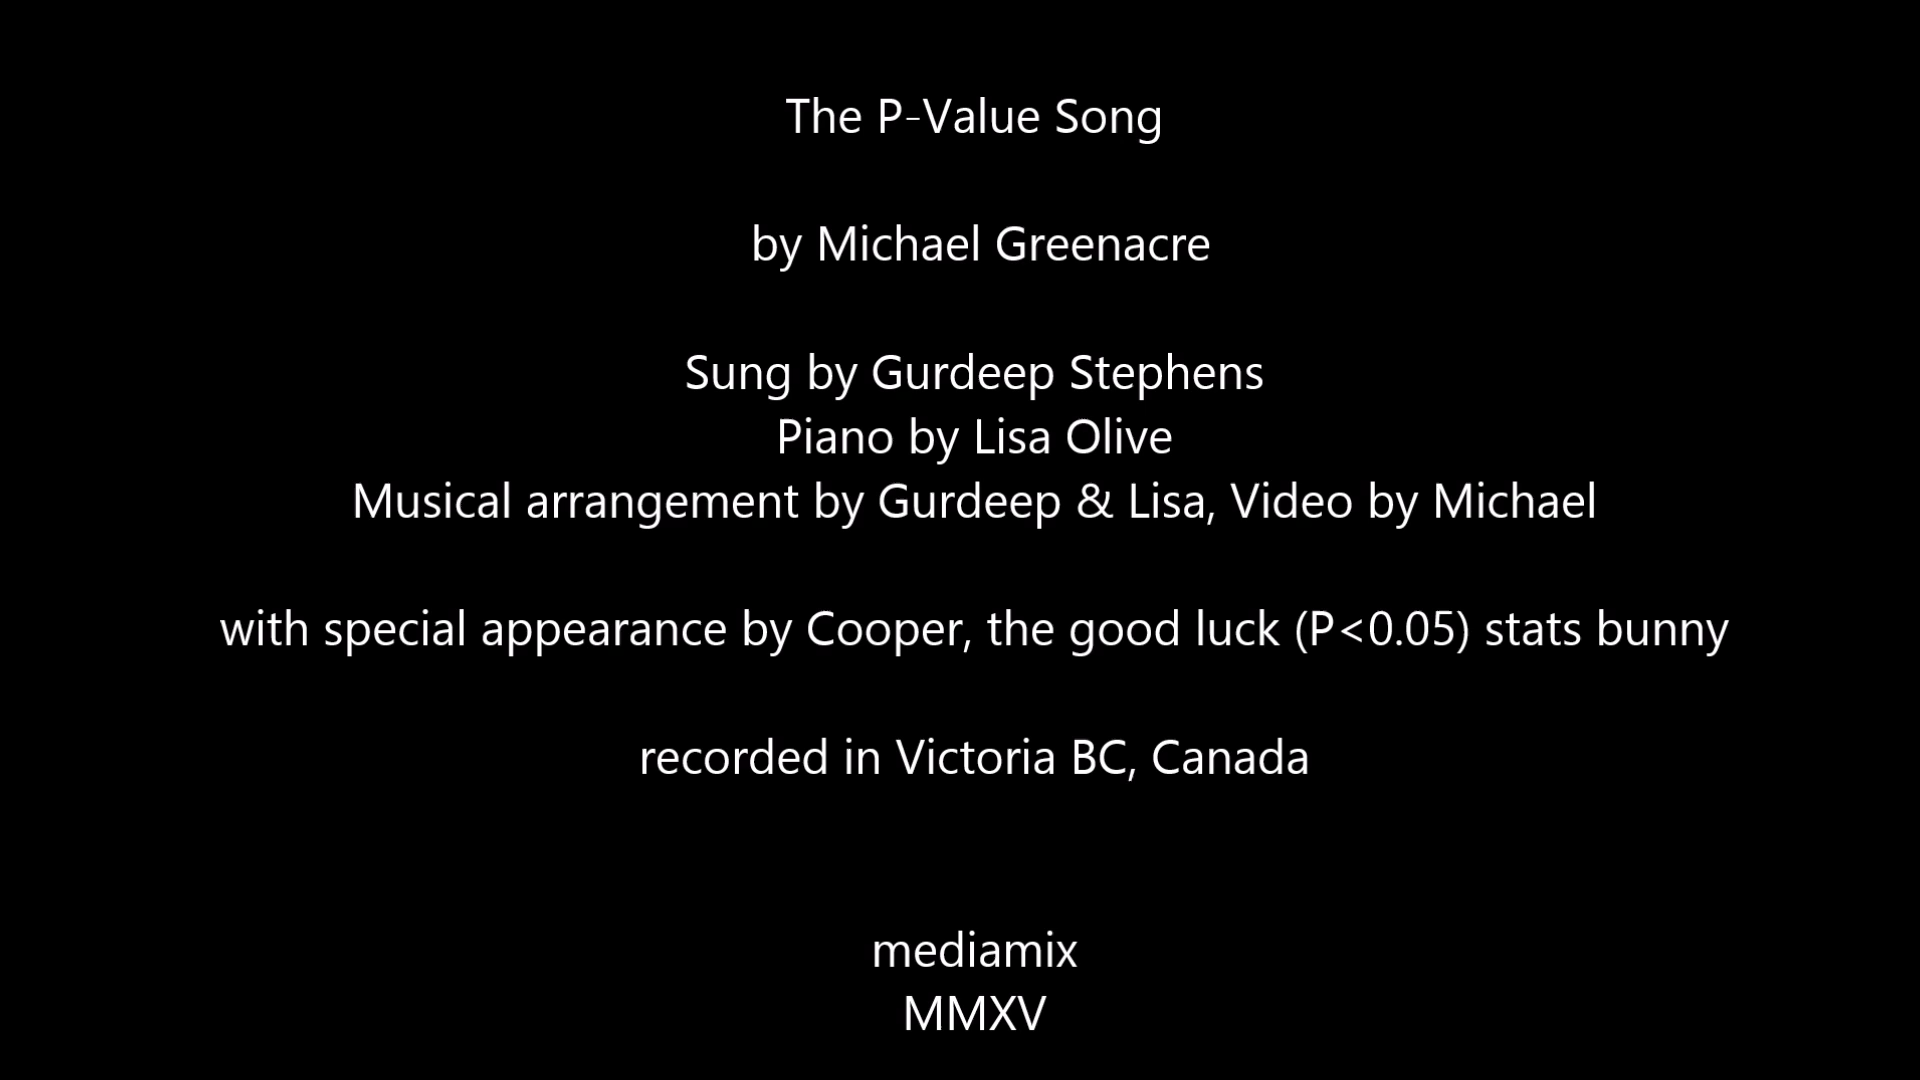 The P-Value Song
by Michael Greenacre
Sung by Gurdeep Stephens
Piano by Lisa Olive
Musical arrangement by Gurdeep & Lisa, Video by Michael
with special appearance by Cooper, the good luck (P<0.05) stats bunny
recorded in Victoria BC, Canada
mediamix
MMXV